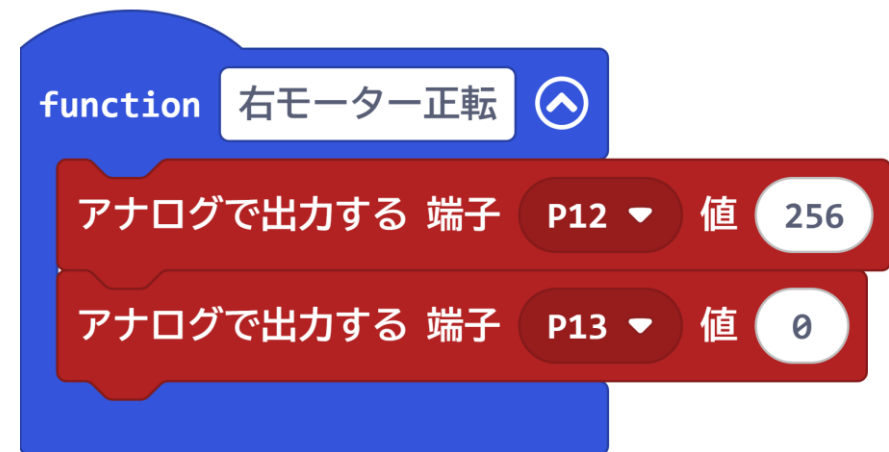 function 右モーター正転
アナログで出力する 端子 P12 値 256
アナログで出力する 端子 P13 値 0